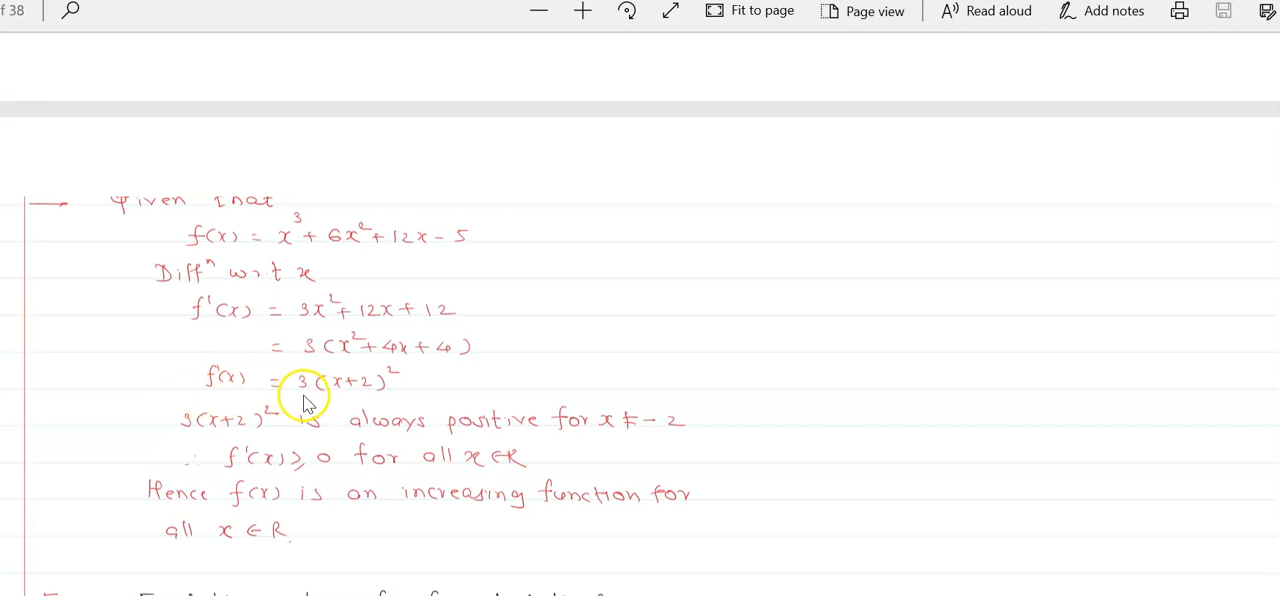 f 38 Fit to page Page view Read aloud Add notes
Given that
f(x) = x³ + 6x² + 12x - 5
Diffⁿ w.r.t x
f'(x) = 3x² + 12x + 12
= 3(x² + 4x + 4)
f'(x) = 3(x+2)²
3(x+2)² is always positive for x ≠ -2
∴ f'(x) ≥ 0 for all x ∈ R
Hence f(x) is an increasing function for
all x ∈ R.